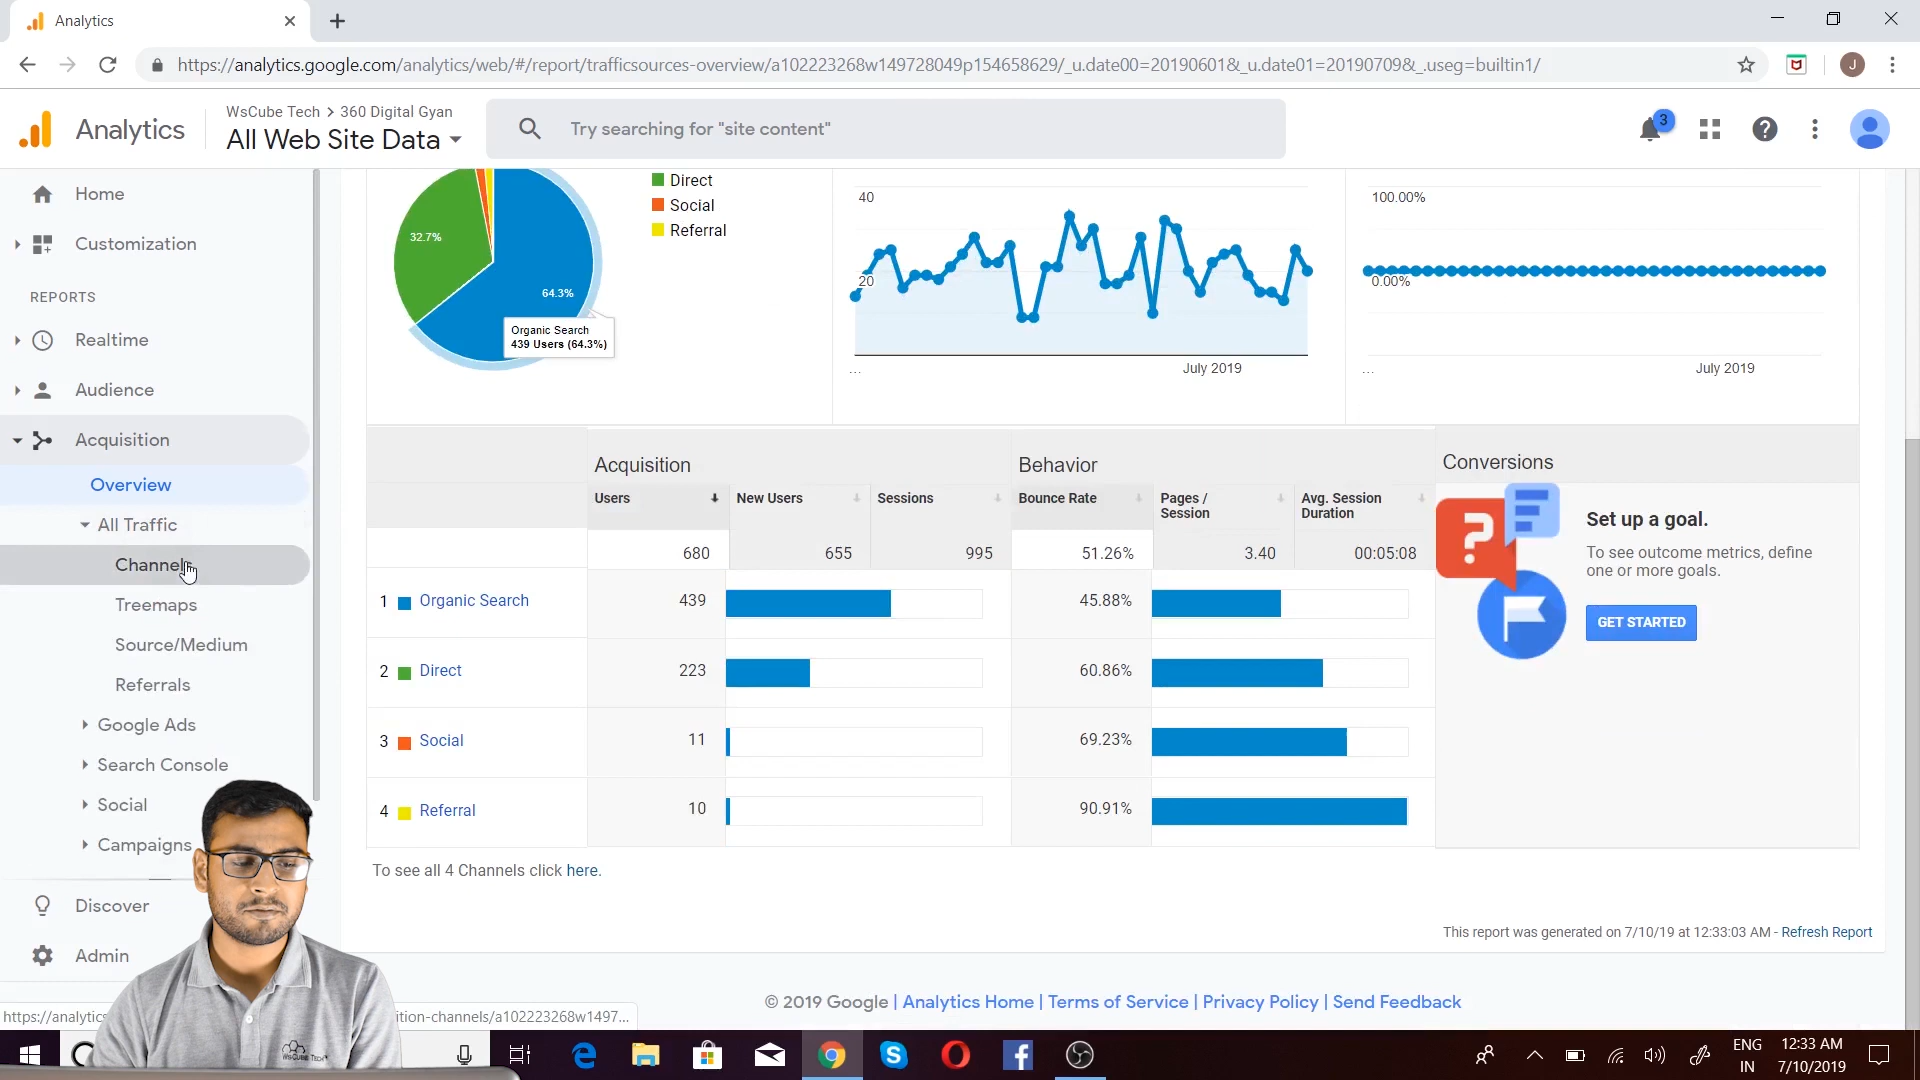 Analytics
https://analytics.google.com/analytics/web/#/report/trafficsources-overview/a102223268w149728049p154658629/_u.date00=20190601&_u.date01=20190709&_.useg=builtin1/
J
Analytics
WsCube Tech > 360 Digital Gyan
All Web Site Data
Try searching for "site content"
3
Home
Customization
REPORTS
Realtime
Audience
Acquisition
Overview
All Traffic
Channels
Treemaps
Source/Medium
Referrals
Google Ads
Search Console
Social
Campaigns
Discover
Admin
Direct
Social
Referral
32.7%
64.3%
Organic Search
439 Users (64.3%)
40
20
...
July 2019
100.00%
0.00%
...
July 2019
Acquisition
Behavior
Conversions
Users
New Users
Sessions
Bounce Rate
Pages /
Session
Avg. Session
Duration
680
655
995
51.26%
3.40
00:05:08
1 Organic Search 439 45.88%
2 Direct 223 60.86%
3 Social 11 69.23%
4 Referral 10 90.91%
Set up a goal.
To see outcome metrics, define
one or more goals.
GET STARTED
To see all 4 Channels click here.
This report was generated on 7/10/19 at 12:33:03 AM - Refresh Report
© 2019 Google | Analytics Home | Terms of Service | Privacy Policy | Send Feedback
https://analytics
ition-channels/a102223268w1497...
WsCube Tech
ENG
IN
12:33 AM
7/10/2019